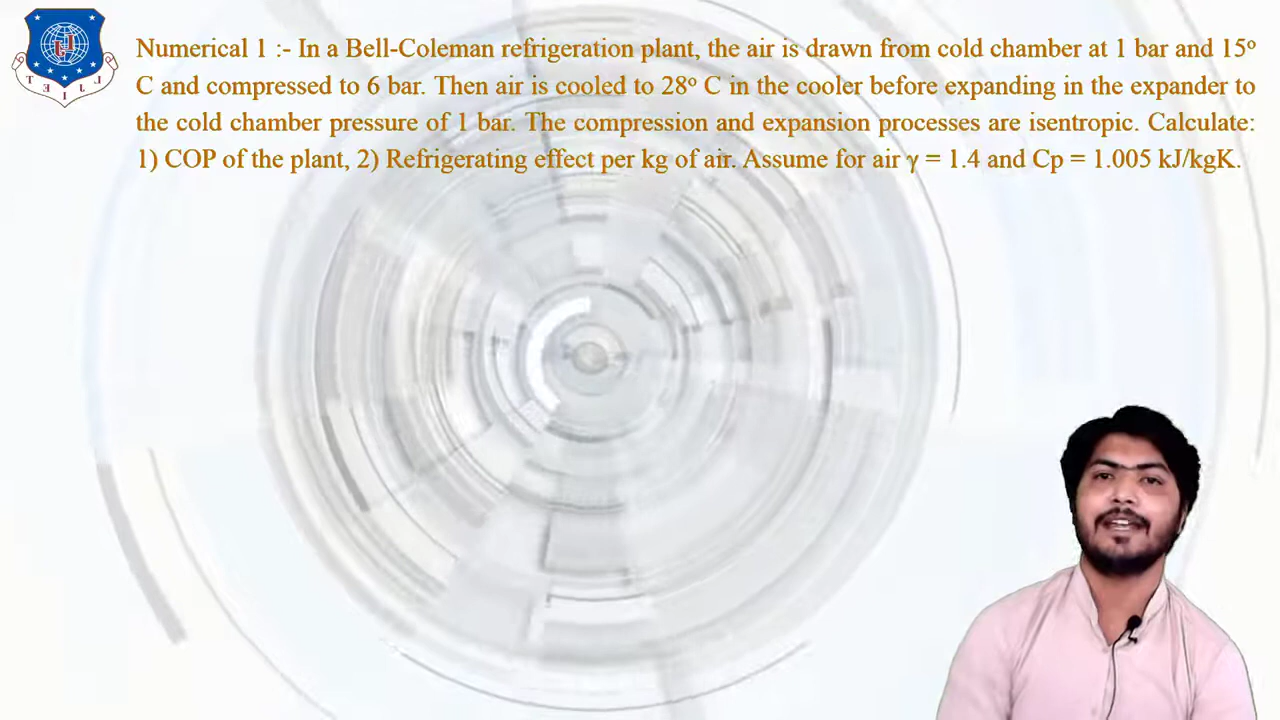 Numerical 1 :- In a Bell-Coleman refrigeration plant, the air is drawn from cold chamber at 1 bar and 15º
C and compressed to 6 bar. Then air is cooled to 28º C in the cooler before expanding in the expander to
the cold chamber pressure of 1 bar. The compression and expansion processes are isentropic. Calculate:
1) COP of the plant, 2) Refrigerating effect per kg of air. Assume for air γ = 1.4 and Cp = 1.005 kJ/kgK.